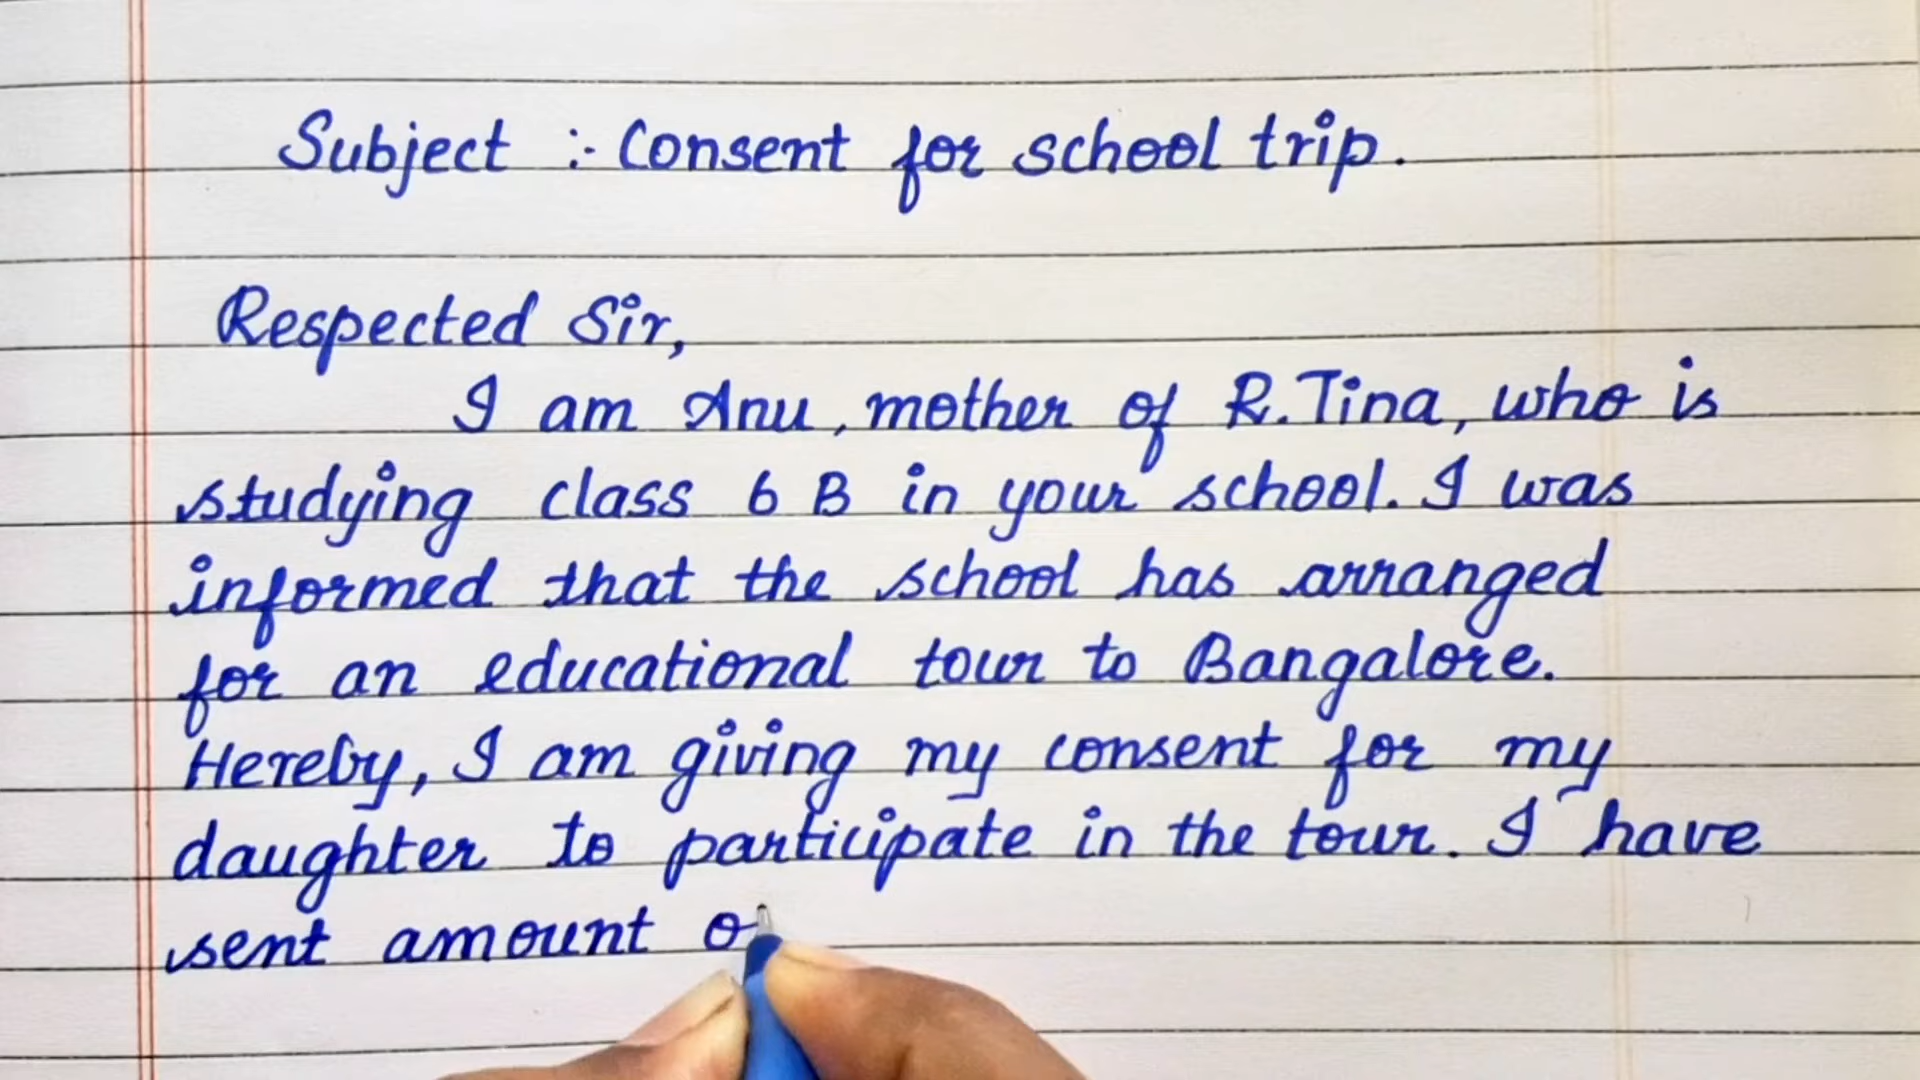 Subject :- Consent for school trip.
Respected Sir,
I am Anu, mother of R.Tina, who is
studying class 6 B in your school. I was
informed that the school has arranged
for an educational tour to Bangalore.
Hereby, I am giving my consent for my
daughter to participate in the tour. I have
sent amount o